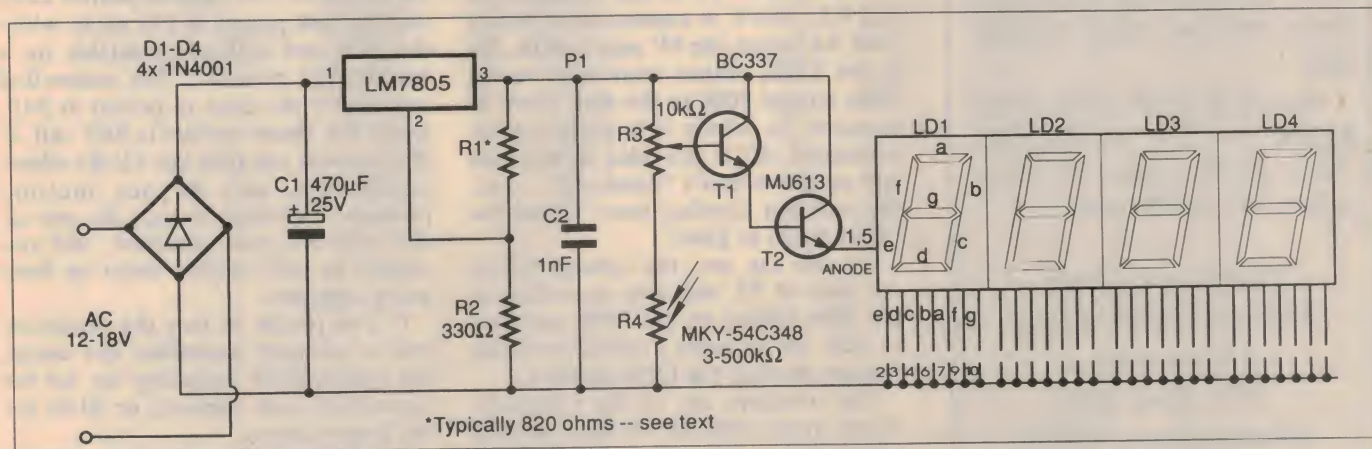 D1-D4
4x 1N4001
1
LM7805
3
2
P1
BC337
R1*
10kΩ
R3
T1
MJ613
T2
1,5
ANODE
LD1
LD2
LD3
LD4
a
f
b
g
e
c
d
C1
470µF
25V
+
C2
1nF
R2
330Ω
R4
MKY-54C348
3-500kΩ
AC
12-18V
e d c b a f g
2 3 4 6 7 9 10
*Typically 820 ohms -- see text